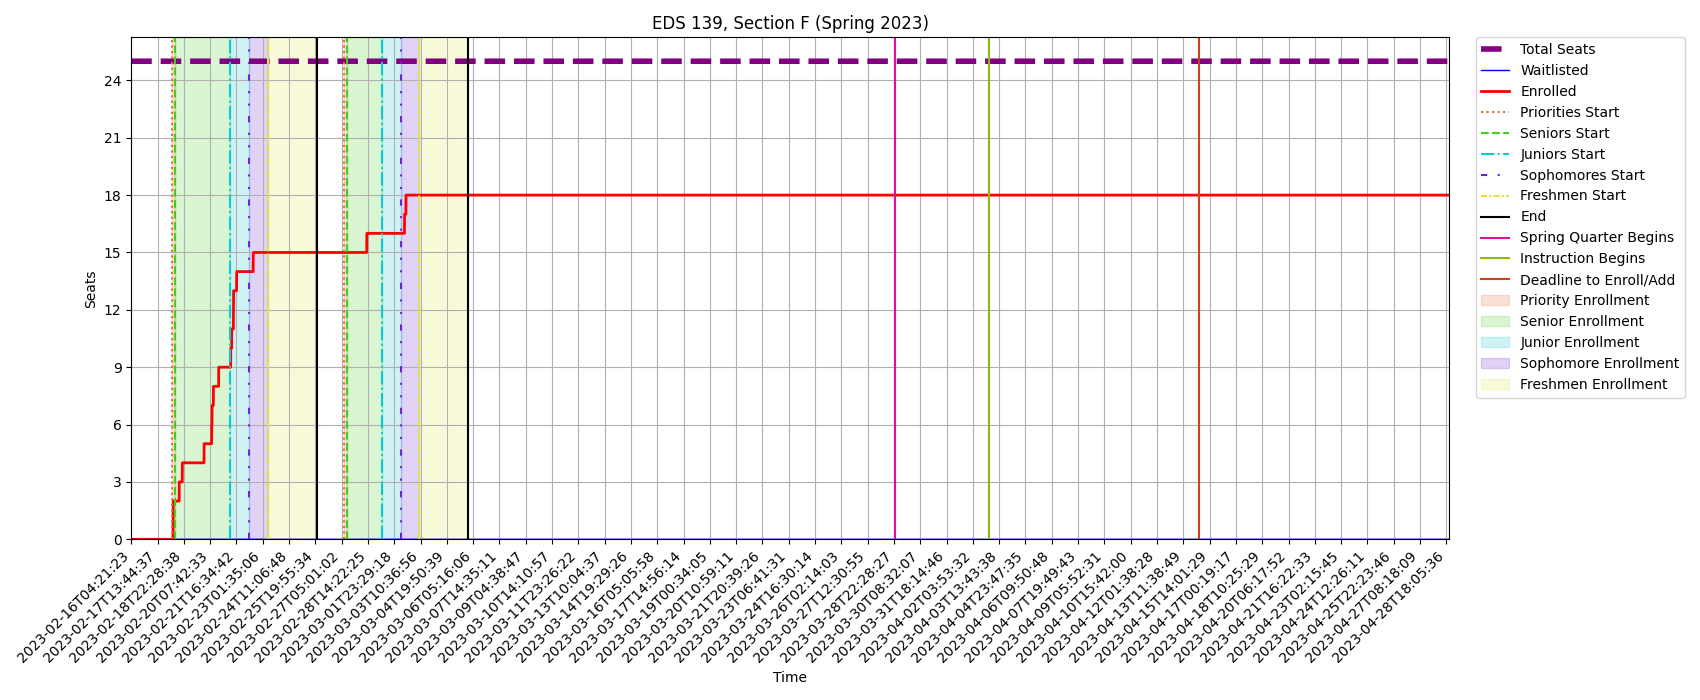 EDS 139, Section F (Spring 2023)
Seats
24
21
18
15
12
9
6
3
0
2023-02-16T04:21:23
2023-02-17T13:44:37
2023-02-18T22:28:38
2023-02-20T07:42:33
2023-02-21T16:34:42
2023-02-23T01:35:06
2023-02-24T11:06:48
2023-02-25T19:55:34
2023-02-27T05:01:02
2023-02-28T14:22:25
2023-03-01T23:29:18
2023-03-03T10:36:56
2023-03-04T19:50:39
2023-03-06T05:16:06
2023-03-07T14:35:11
2023-03-09T04:38:47
2023-03-10T14:10:57
2023-03-11T23:26:22
2023-03-13T10:04:37
2023-03-14T19:29:26
2023-03-16T05:05:58
2023-03-17T14:56:14
2023-03-19T00:34:05
2023-03-20T10:59:11
2023-03-21T20:39:26
2023-03-23T06:41:31
2023-03-24T16:30:14
2023-03-26T02:14:03
2023-03-27T12:30:55
2023-03-28T22:28:27
2023-03-30T08:32:07
2023-03-31T18:14:46
2023-04-02T03:53:32
2023-04-03T13:43:38
2023-04-04T23:47:35
2023-04-06T09:50:48
2023-04-07T19:49:43
2023-04-09T05:52:31
2023-04-10T15:42:00
2023-04-12T01:38:28
2023-04-13T11:38:49
2023-04-15T14:01:29
2023-04-17T00:19:17
2023-04-18T10:25:29
2023-04-20T06:17:52
2023-04-21T16:22:33
2023-04-23T02:15:45
2023-04-24T12:26:11
2023-04-25T22:23:46
2023-04-27T08:18:09
2023-04-28T18:05:36
Time
Total Seats
Waitlisted
Enrolled
Priorities Start
Seniors Start
Juniors Start
Sophomores Start
Freshmen Start
End
Spring Quarter Begins
Instruction Begins
Deadline to Enroll/Add
Priority Enrollment
Senior Enrollment
Junior Enrollment
Sophomore Enrollment
Freshmen Enrollment